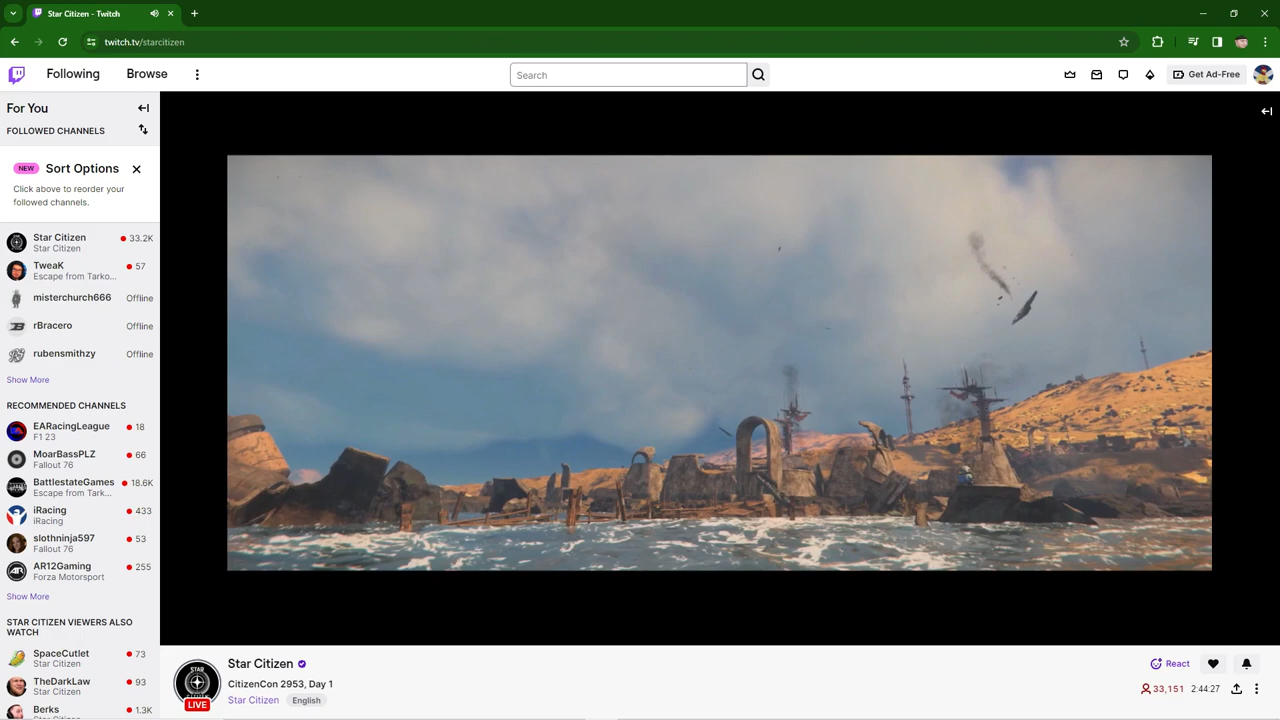 Star Citizen - Twitch
twitch.tv/starcitizen
Following
Browse
Search
Get Ad-Free
For You
FOLLOWED CHANNELS
NEW
Sort Options
Click above to reorder your
followed channels.
Star Citizen
33.2K
Star Citizen
TweaK
57
Escape from Tarko...
misterchurch666
Offline
rBracero
Offline
rubensmithzy
Offline
Show More
RECOMMENDED CHANNELS
EARacingLeague
18
F1 23
MoarBassPLZ
66
Fallout 76
BattlestateGames
18.6K
Escape from Tark...
iRacing
433
iRacing
slothninja597
53
Fallout 76
AR12Gaming
255
Forza Motorsport
Show More
STAR CITIZEN VIEWERS ALSO
WATCH
SpaceCutlet
73
Star Citizen
TheDarkLaw
93
Star Citizen
Berks
1.3K
STAR
CITIZEN
LIVE
Star Citizen
CitizenCon 2953, Day 1
Star Citizen
English
React
33,151
2:44:27